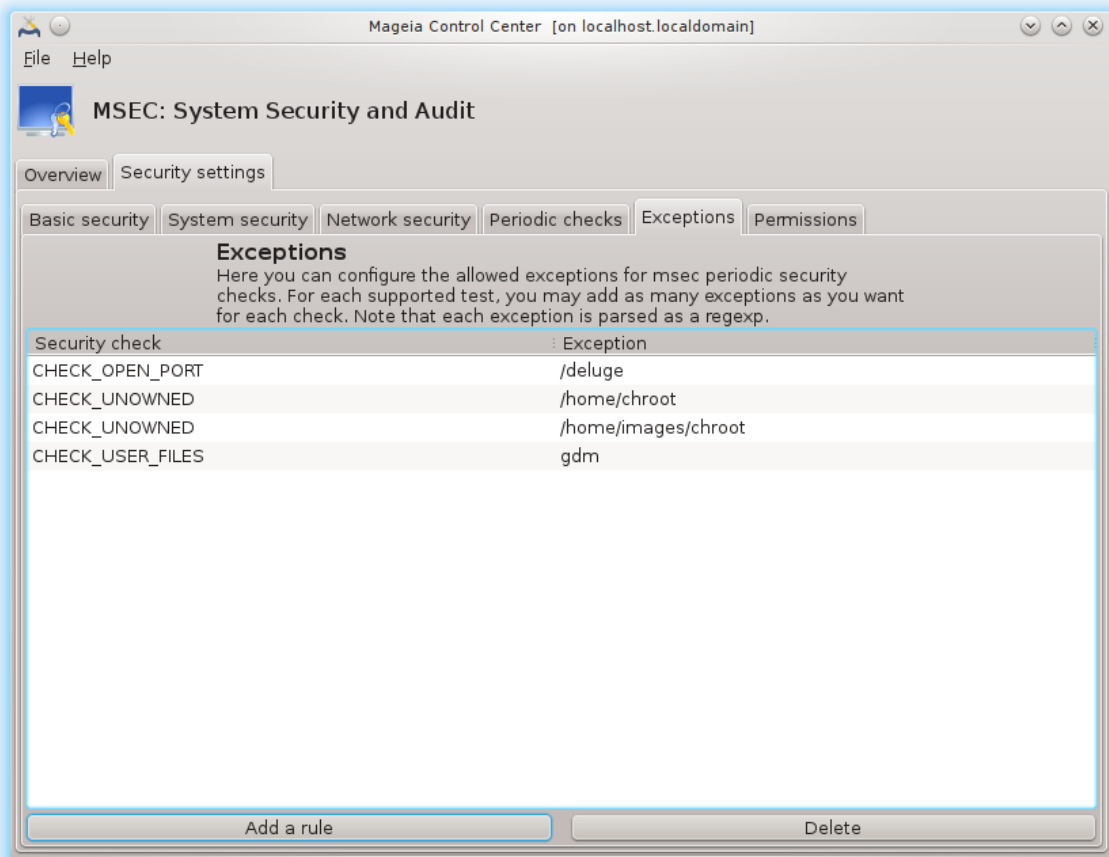 Mageia Control Center [on localhost.localdomain]
File Help
MSEC: System Security and Audit
Overview Security settings
Basic security System security Network security Periodic checks Exceptions Permissions
Exceptions
Here you can configure the allowed exceptions for msec periodic security
checks. For each supported test, you may add as many exceptions as you want
for each check. Note that each exception is parsed as a regexp.
Security check Exception
CHECK_OPEN_PORT /deluge
CHECK_UNOWNED /home/chroot
CHECK_UNOWNED /home/images/chroot
CHECK_USER_FILES gdm
Add a rule Delete